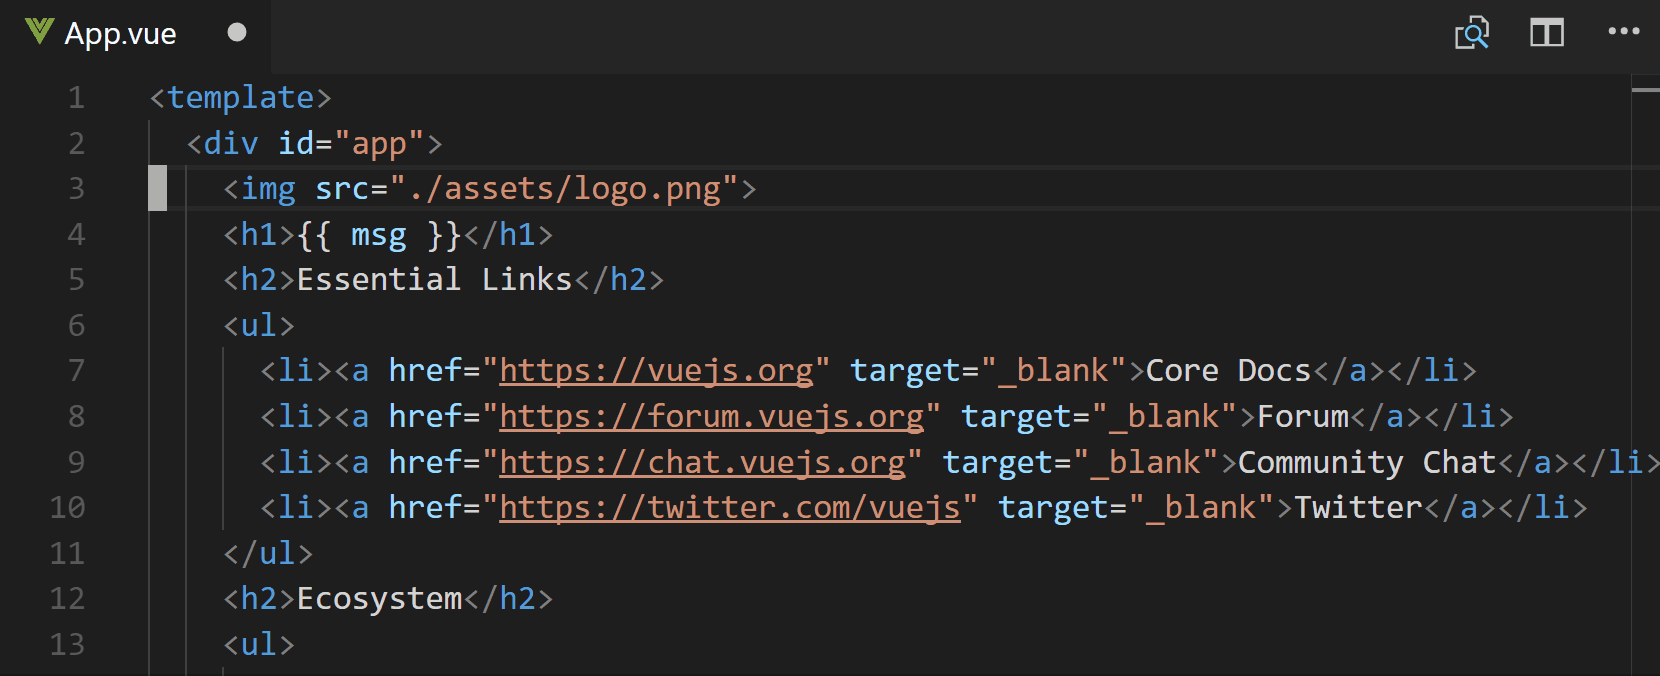 App.vue
1 <template>
2   <div id="app">
3     <img src="./assets/logo.png">
4     <h1>{{ msg }}</h1>
5     <h2>Essential Links</h2>
6     <ul>
7       <li><a href="https://vuejs.org" target="_blank">Core Docs</a></li>
8       <li><a href="https://forum.vuejs.org" target="_blank">Forum</a></li>
9       <li><a href="https://chat.vuejs.org" target="_blank">Community Chat</a></li>
10       <li><a href="https://twitter.com/vuejs" target="_blank">Twitter</a></li>
11     </ul>
12     <h2>Ecosystem</h2>
13     <ul>